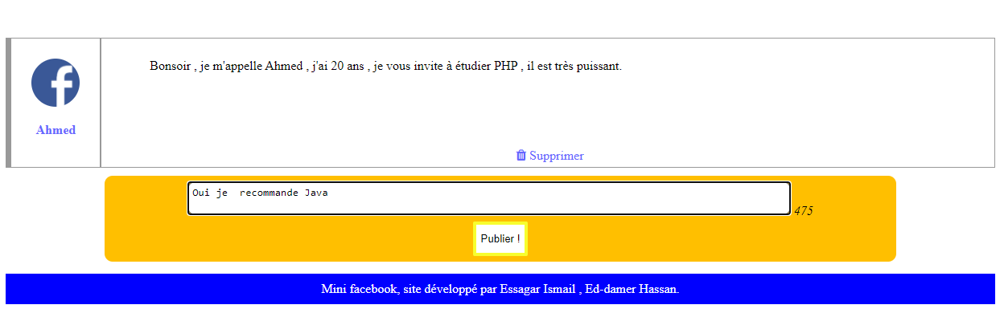 Bonsoir , je m'appelle Ahmed , j'ai 20 ans , je vous invite à étudier PHP , il est très puissant.
Ahmed
Supprimer
Oui je  recommande Java
475
Publier !
Mini facebook, site développé par Essagar Ismail , Ed-damer Hassan.